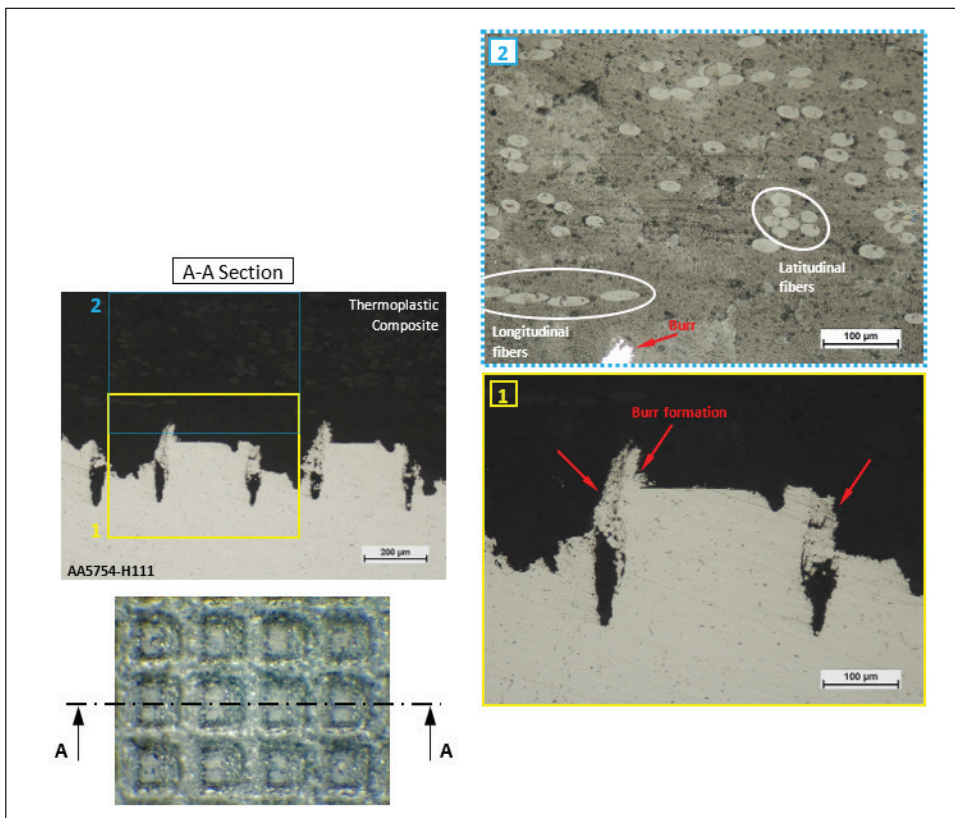 A-A Section
2
Thermoplastic
Composite
1
AA5754-H111
200 µm
A
A
2
Latitudinal
fibers
Longitudinal
fibers
Burr
100 µm
1
Burr formation
100 µm